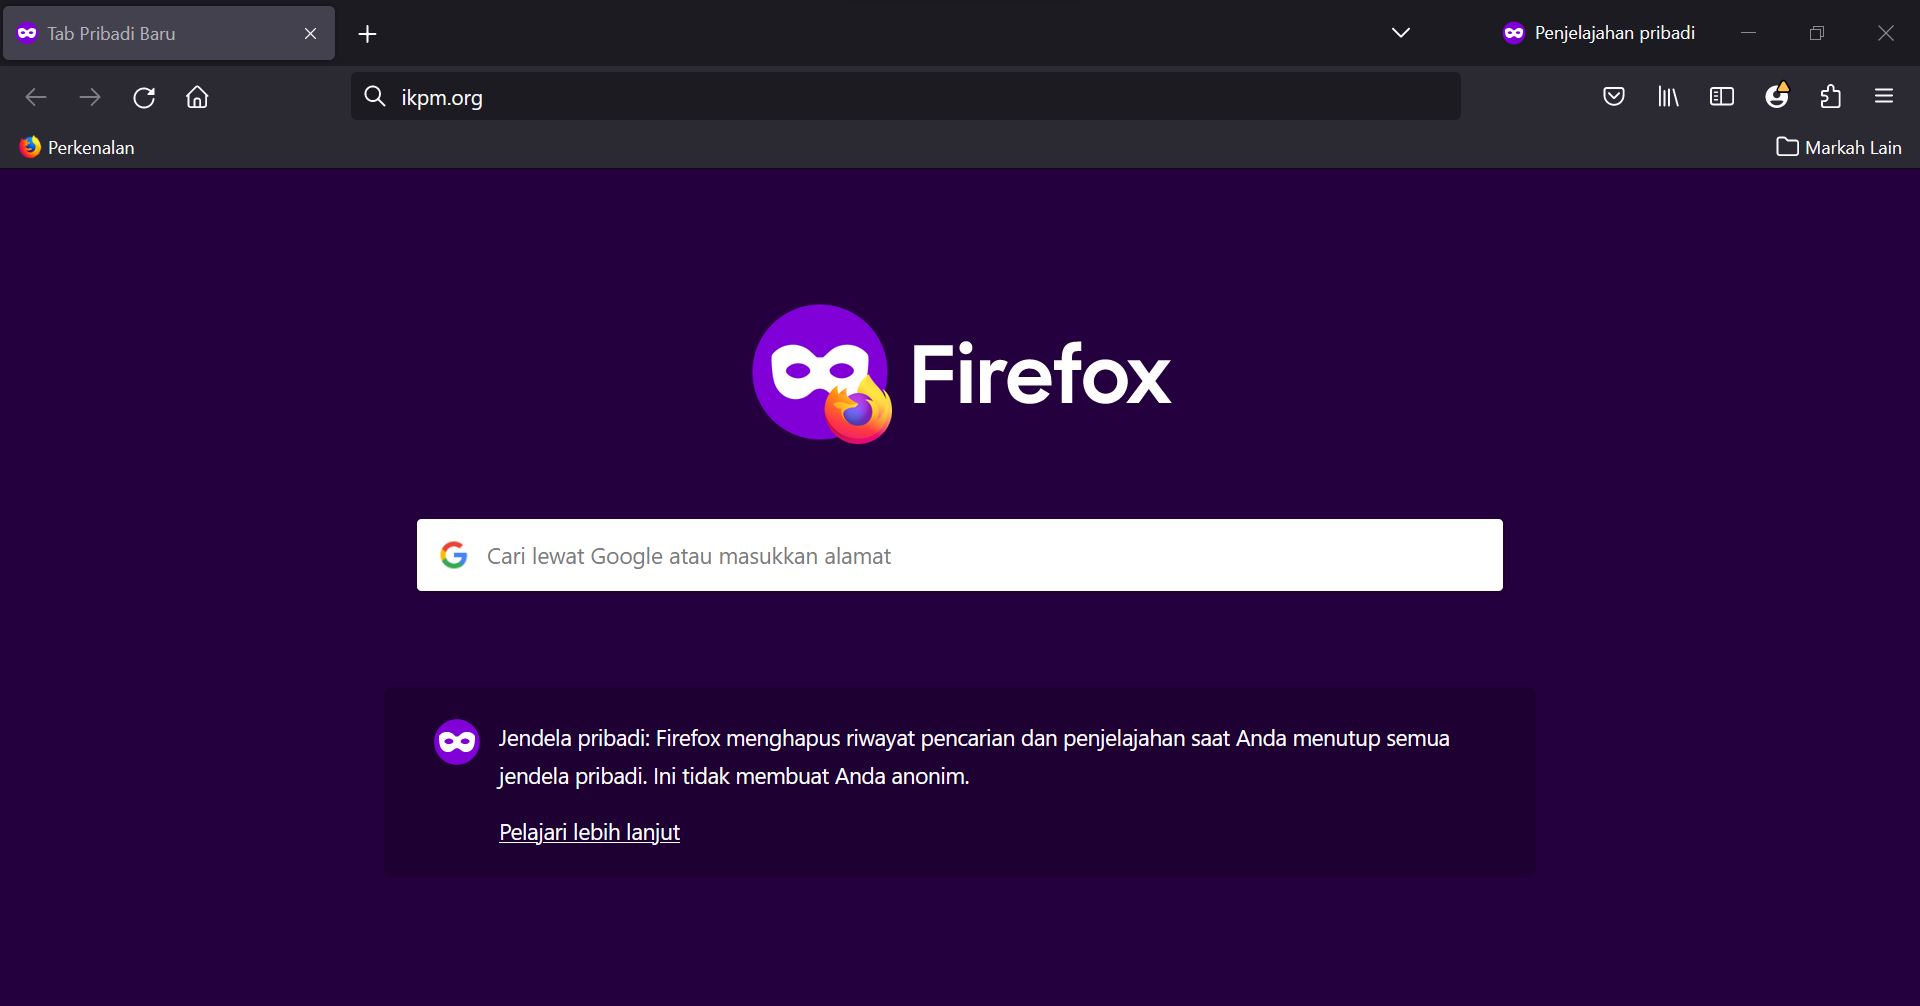 Tab Pribadi Baru
Penjelajahan pribadi
ikpm.org
Perkenalan
Markah Lain
Firefox
Cari lewat Google atau masukkan alamat
Jendela pribadi: Firefox menghapus riwayat pencarian dan penjelajahan saat Anda menutup semua
jendela pribadi. Ini tidak membuat Anda anonim.
Pelajari lebih lanjut